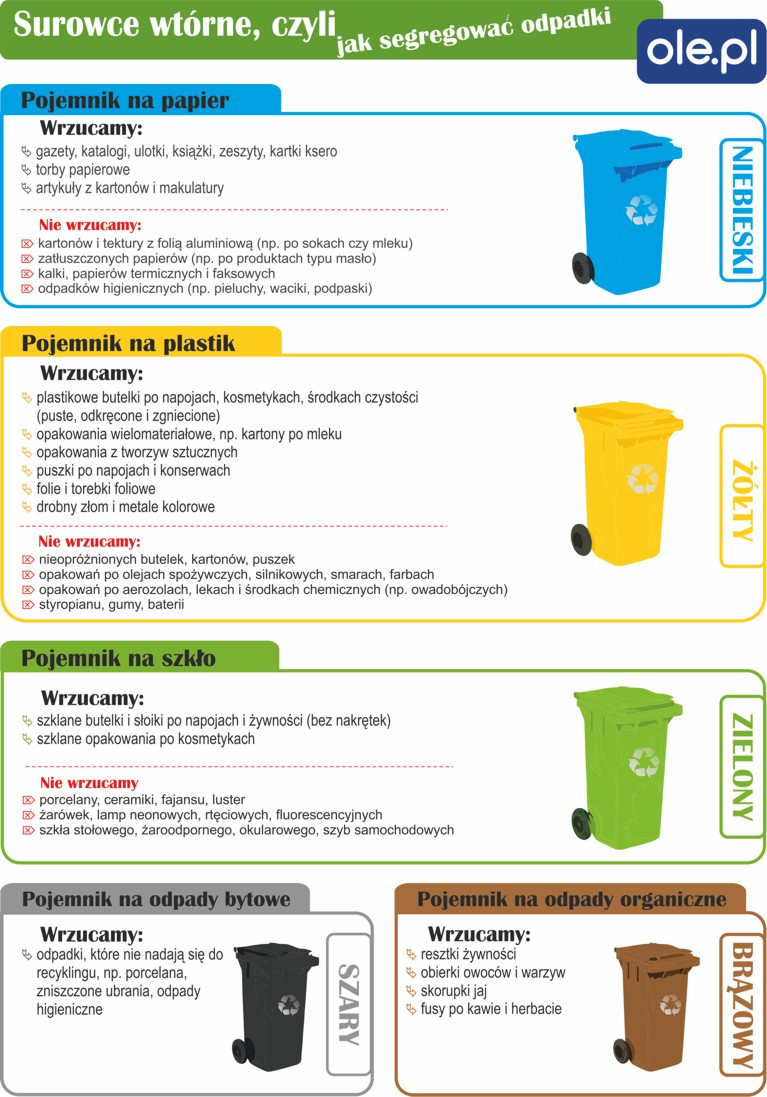 Surowce wtórne, czyli jak segregować odpadki
ole.pl
Pojemnik na papier
Wrzucamy:
gazety, katalogi, ulotki, książki, zeszyty, kartki ksero
torby papierowe
artykuły z kartonów i makulatury
Nie wrzucamy:
kartonów i tektury z folią aluminiową (np. po sokach czy mleku)
zatłuszczonych papierów (np. po produktach typu masło)
kalki, papierów termicznych i faksowych
odpadków higienicznych (np. pieluchy, waciki, podpaski)
NIEBIESKI
Pojemnik na plastik
Wrzucamy:
plastikowe butelki po napojach, kosmetykach, środkach czystości
(puste, odkręcone i zgniecione)
opakowania wielomateriałowe, np. kartony po mleku
opakowania z tworzyw sztucznych
puszki po napojach i konserwach
folie i torebki foliowe
drobny złom i metale kolorowe
Nie wrzucamy:
nieopróżnionych butelek, kartonów, puszek
opakowań po olejach spożywczych, silnikowych, smarach, farbach
opakowań po aerozolach, lekach i środkach chemicznych (np. owadobójczych)
styropianu, gumy, baterii
ŻÓŁTY
Pojemnik na szkło
Wrzucamy:
szklane butelki i słoiki po napojach i żywności (bez nakrętek)
szklane opakowania po kosmetykach
Nie wrzucamy
porcelany, ceramiki, fajansu, luster
żarówek, lamp neonowych, rtęciowych, fluorescencyjnych
szkła stołowego, żaroodpornego, okularowego, szyb samochodowych
ZIELONY
Pojemnik na odpady bytowe
Wrzucamy:
odpadki, które nie nadają się do
recyklingu, np. porcelana,
zniszczone ubrania, odpady
higieniczne
SZARY
Pojemnik na odpady organiczne
Wrzucamy:
resztki żywności
obierki owoców i warzyw
skorupki jaj
fusy po kawie i herbacie
BRĄZOWY